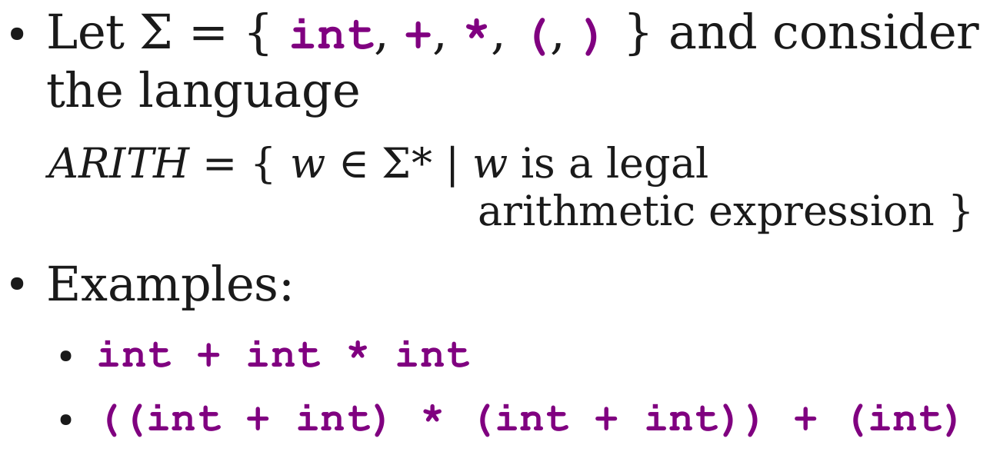 • Let Σ = { int, +, *, (, ) } and consider
the language
ARITH = { w ∈ Σ* | w is a legal
arithmetic expression }
• Examples:
• int + int * int
• ((int + int) * (int + int)) + (int)